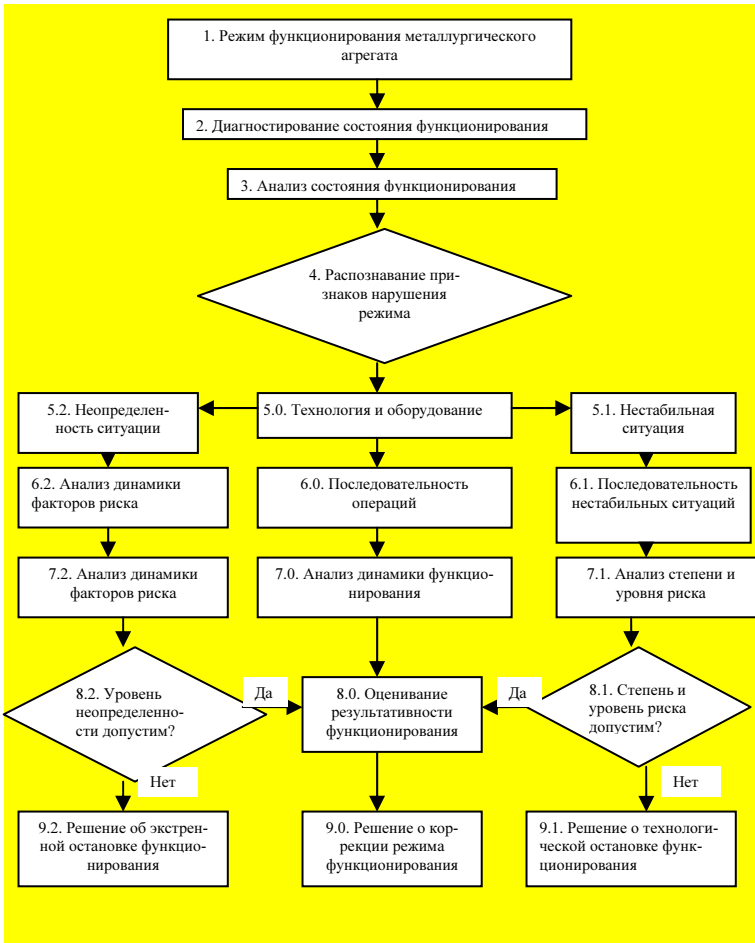 1. Режим функционирования металлургического
агрегата
2. Диагностирование состояния функционирования
3. Анализ состояния функционирования
4. Распознавание при-
знаков нарушения
режима
5.2. Неопределен-
ность ситуации
5.0. Технология и оборудование
5.1. Нестабильная
ситуация
6.2. Анализ динамики
факторов риска
6.0. Последовательность
операций
6.1. Последовательность
нестабильных ситуаций
7.2. Анализ динамики
факторов риска
7.0. Анализ динамики функцио-
нирования
7.1. Анализ степени и
уровня риска
8.2. Уровень
неопределенно-
сти допустим?
Да
8.0. Оценивание
результативности
функционирования
Да
8.1. Степень и
уровень риска
допустим?
Нет
Нет
9.2. Решение об экстрен-
ной остановке функцио-
нирования
9.0. Решение о кор-
рекции режима
функционирования
9.1. Решение о технологи-
ческой остановке функ-
ционирования